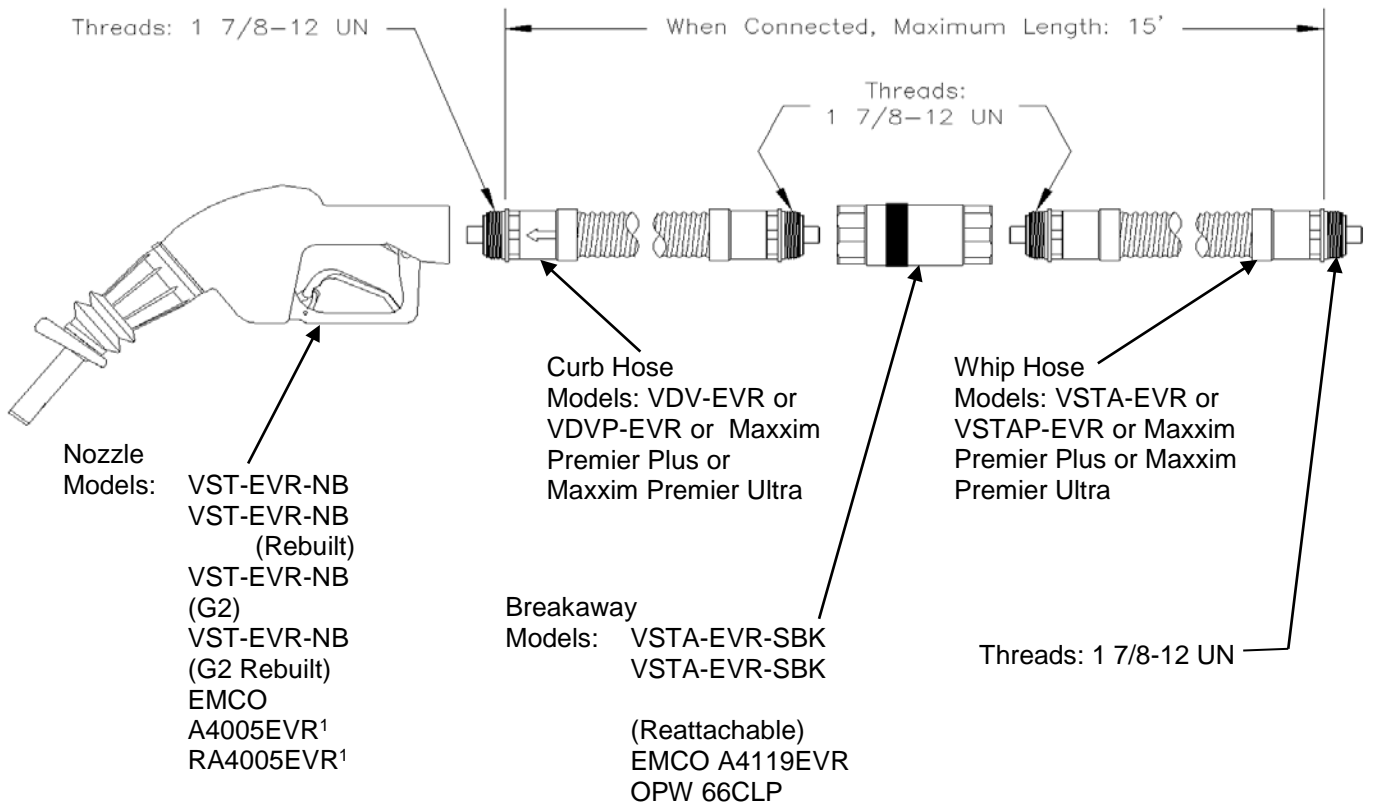 Threads: 1 7/8–12 UN
When Connected, Maximum Length: 15'
Threads:
1 7/8–12 UN
Curb Hose
Models: VDV-EVR or
VDVP-EVR or Maxxim
Premier Plus or
Maxxim Premier Ultra
Whip Hose
Models: VSTA-EVR or
VSTAP-EVR or Maxxim
Premier Plus or Maxxim
Premier Ultra
Nozzle
Models: VST-EVR-NB
VST-EVR-NB
(Rebuilt)
VST-EVR-NB
(G2)
VST-EVR-NB
(G2 Rebuilt)
EMCO
A4005EVR¹
RA4005EVR¹
Breakaway
Models: VSTA-EVR-SBK
VSTA-EVR-SBK
(Reattachable)
EMCO A4119EVR
OPW 66CLP
Threads: 1 7/8-12 UN